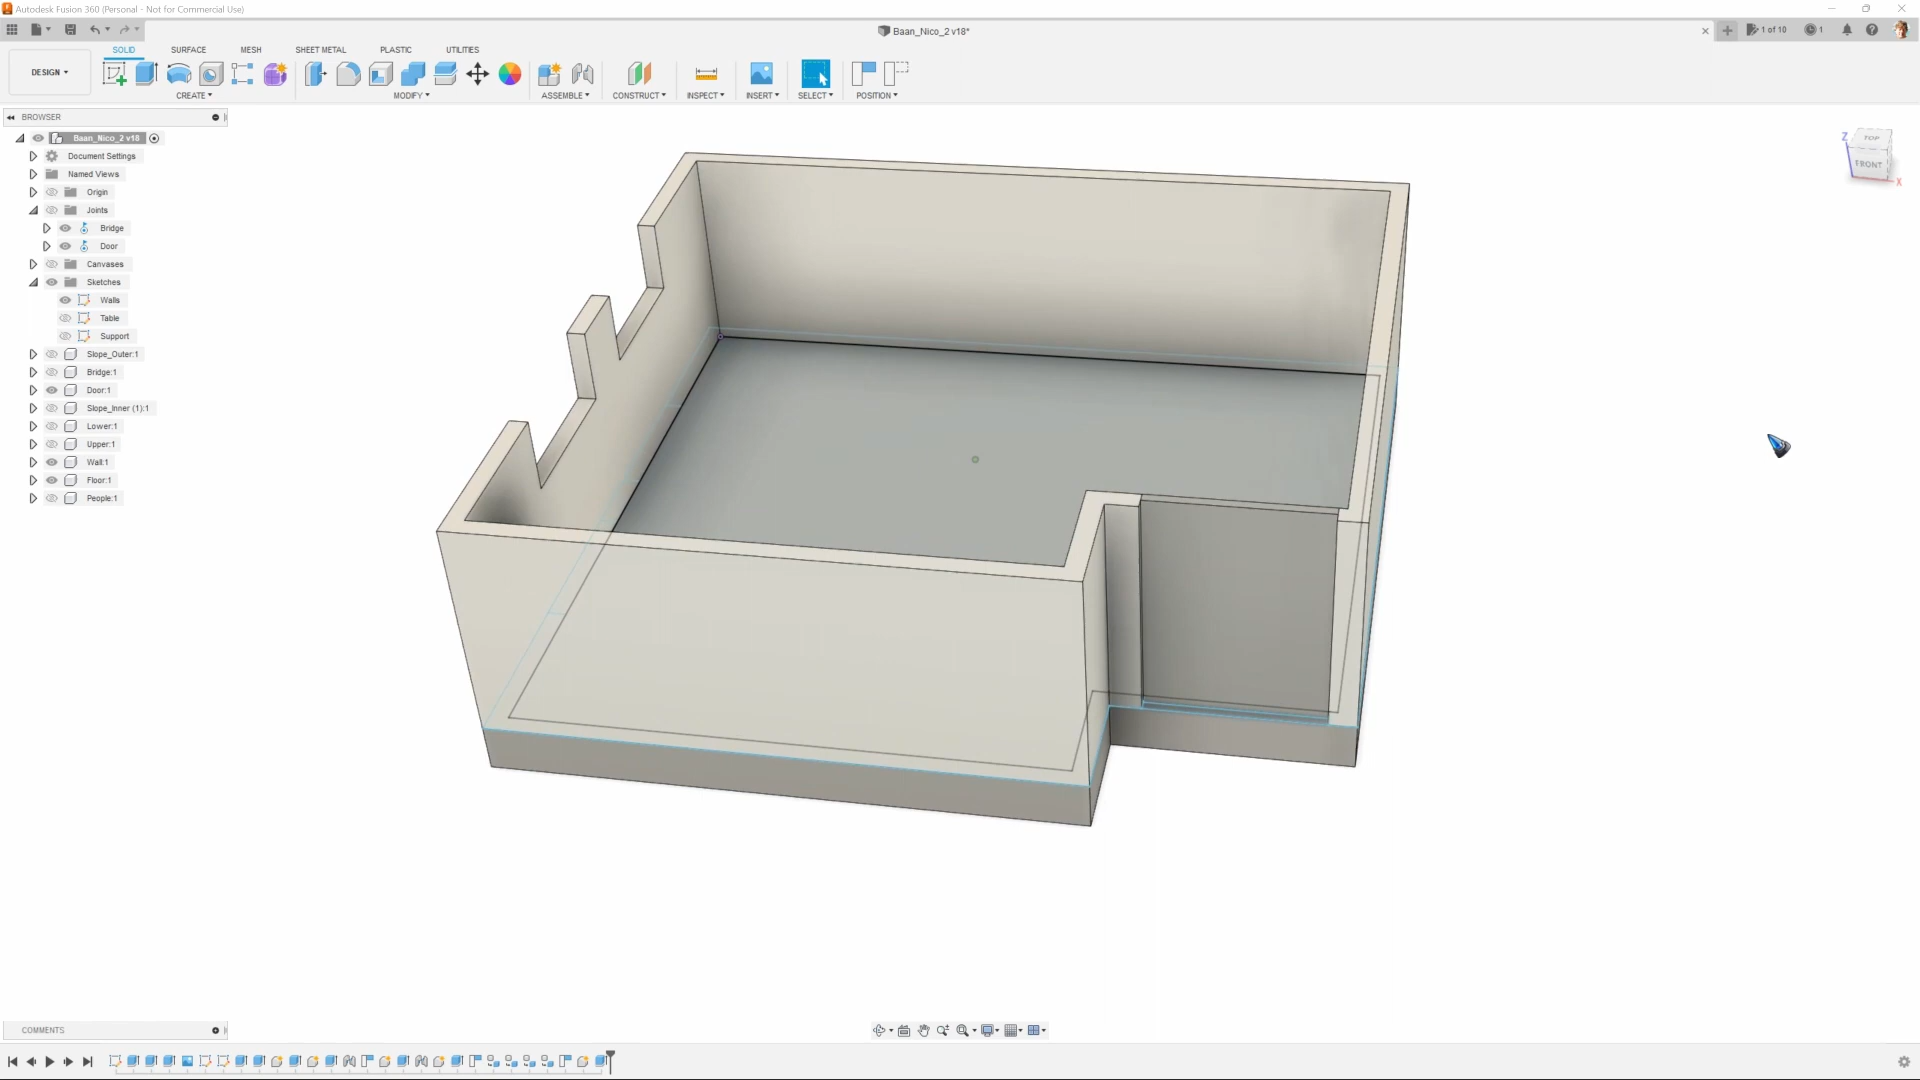 Autodesk Fusion 360 (Personal - Not for Commercial Use)
Baan_Nico_2 v18*
1 of 10
1
SOLID SURFACE MESH SHEET METAL PLASTIC UTILITIES
DESIGN
CREATE MODIFY ASSEMBLE CONSTRUCT INSPECT INSERT SELECT POSITION
BROWSER
Baan_Nico_2 v18
Document Settings
Named Views
Origin
Joints
Bridge
Door
Canvases
Sketches
Walls
Table
Support
Slope_Outer:1
Bridge:1
Door:1
Slope_Inner (1):1
Lower:1
Upper:1
Wall:1
Floor:1
People:1
Z
TOP
FRONT
X
COMMENTS